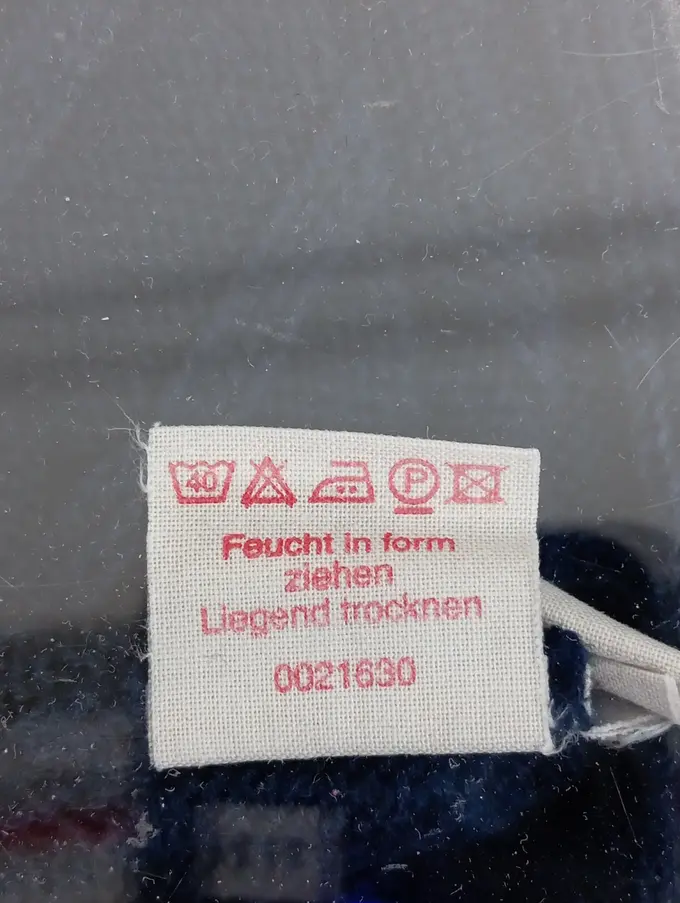 40 P
Feucht in form
ziehen
Liegend trocknen
0021630